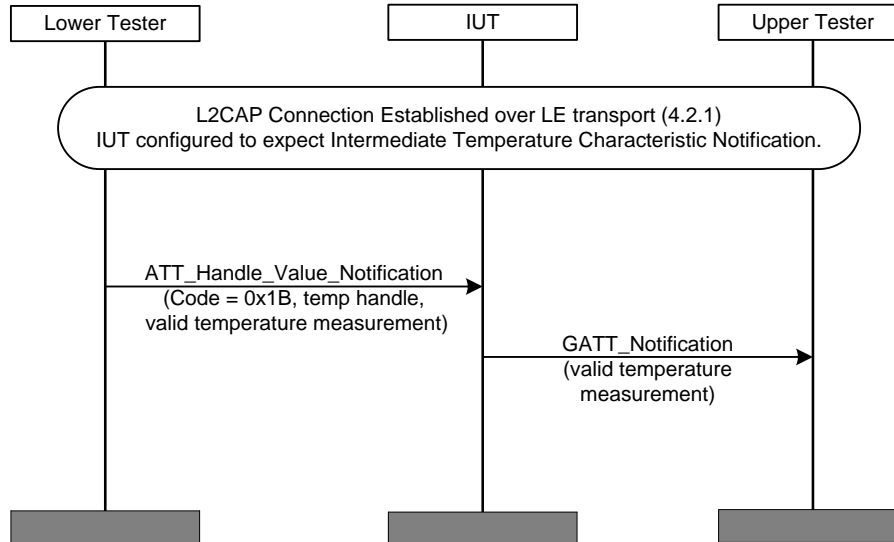 Lower Tester
IUT
Upper Tester
L2CAP Connection Established over LE transport (4.2.1)
IUT configured to expect Intermediate Temperature Characteristic Notification.
ATT_Handle_Value_Notification
(Code = 0x1B, temp handle,
valid temperature measurement)
GATT_Notification
(valid temperature
measurement)